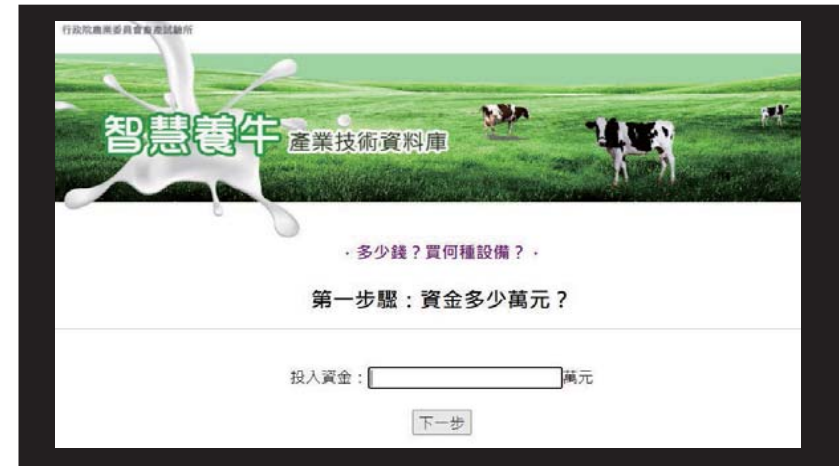 行政院農業委員會畜產試驗所
智慧養牛 產業技術資料庫
· 多少錢？買何種設備？ ·
第一步驟：資金多少萬元？
投入資金： 萬元
下一步